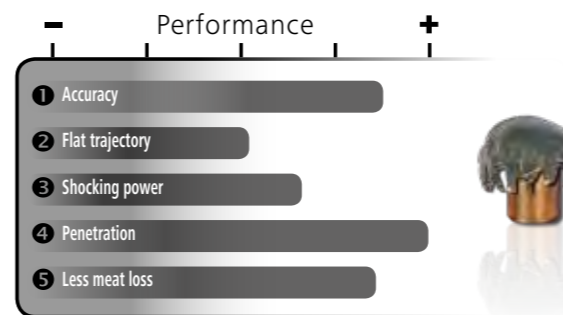 – Performance +
❶ Accuracy
❷ Flat trajectory
❸ Shocking power
❹ Penetration
❺ Less meat loss